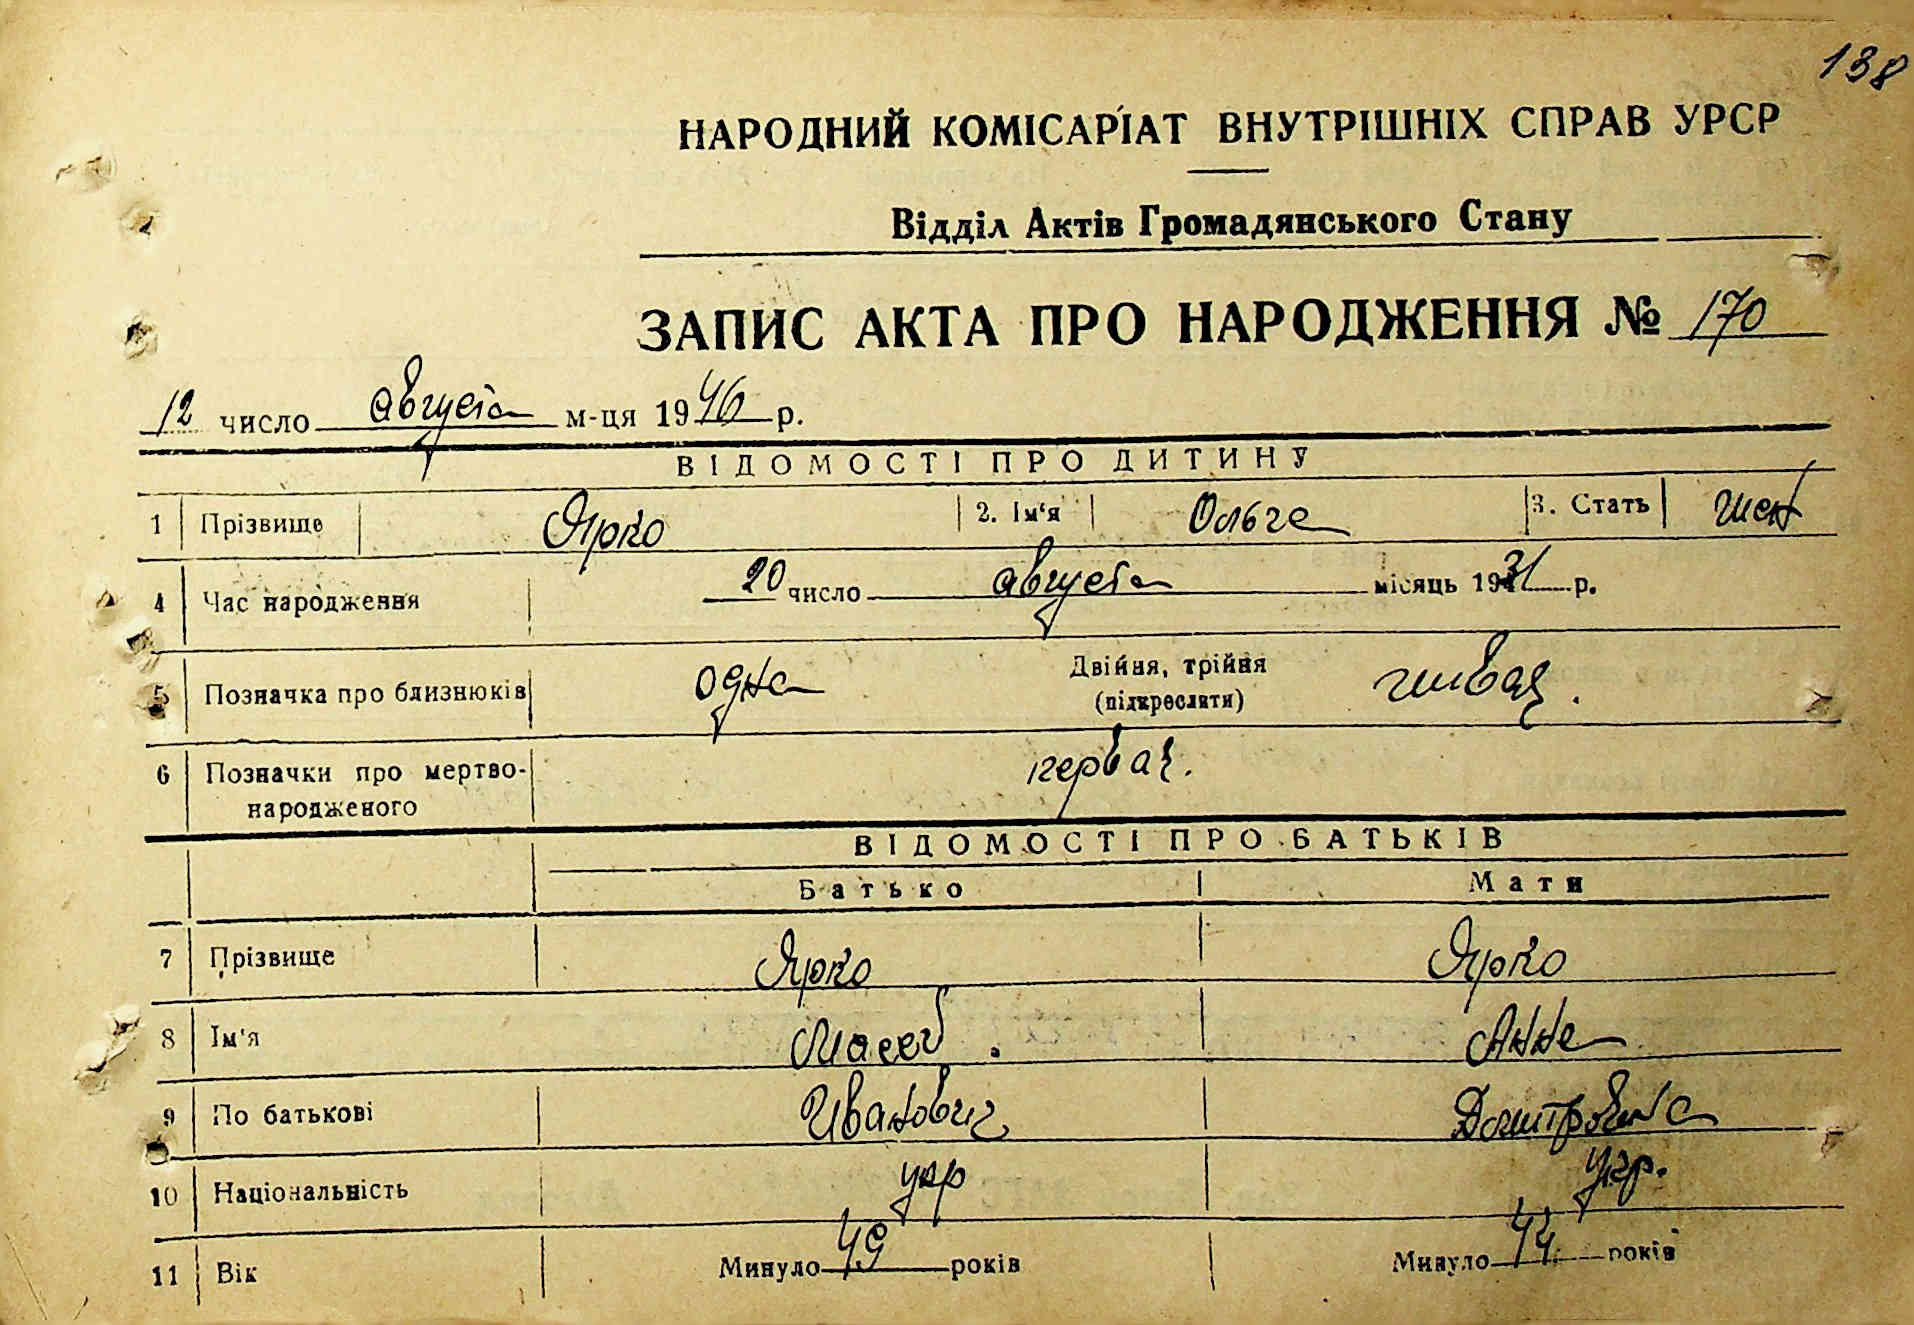 138
НАРОДНИЙ КОМІСАРІАТ ВНУТРІШНІХ СПРАВ УРСР
Відділ Актів Громадянського Стану
ЗАПИС АКТА ПРО НАРОДЖЕННЯ № 170
12 число августа м-ця 1946 р.
ВІДОМОСТІ ПРО ДИТИНУ
1 Прізвище Ярко 2. Ім'я Ольга 3. Стать жен
4 Час народження 20 число августа місяць 1931 р.
5 Позначка про близнюків одна Двійня, трійня (підкреслити) живая.
6 Позначки про мертво-
народженого первая.
ВІДОМОСТІ ПРО БАТЬКІВ
Батько Мати
7 Прізвище Ярко Ярко
8 Ім'я Анна
9 По батькові Иванович Дмитровна
10 Національність укр укр.
11 Вік Минуло 49 років Минуло 44 років